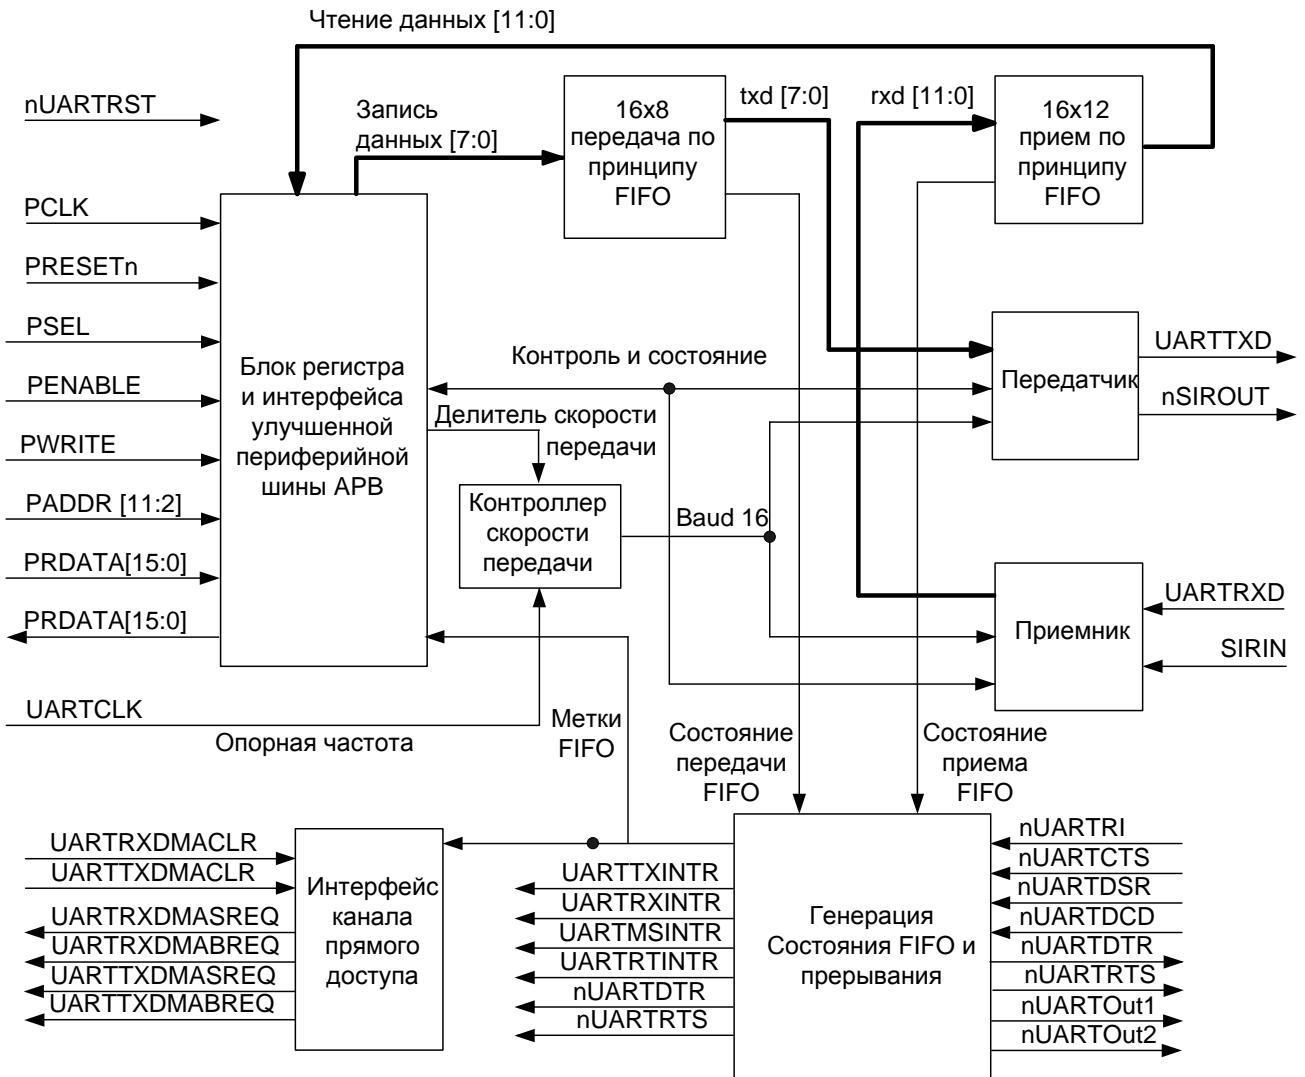 Чтение данных [11:0]
nUARTRST
Запись
данных [7:0]
16x8
передача по
принципу
FIFO
txd [7:0]
rxd [11:0]
16x12
прием по
принципу
FIFO
PCLK
PRESETn
PSEL
PENABLE
PWRITE
PADDR [11:2]
PRDATA[15:0]
PRDATA[15:0]
UARTCLK
Опорная частота
Блок регистра
и интерфейса
улучшенной
периферийной
шины APB
Контроль и состояние
Делитель скорости
передачи
Контроллер
скорости
передачи
Baud 16
Передатчик
UARTTXD
nSIROUT
Приемник
UARTRXD
SIRIN
Метки
FIFO
Состояние
передачи
FIFO
Состояние
приема
FIFO
UARTRXDMACLR
UARTTXDMACLR
UARTRXDMASREQ
UARTRXDMABREQ
UARTTXDMASREQ
UARTTXDMABREQ
Интерфейс
канала
прямого
доступа
UARTTXINTR
UARTRXINTR
UARTMSINTR
UARTRTINTR
nUARTDTR
nUARTRTS
Генерация
Состояния FIFO и
прерывания
nUARTRI
nUARTCTS
nUARTDSR
nUARTDCD
nUARTDTR
nUARTRTS
nUARTOut1
nUARTOut2